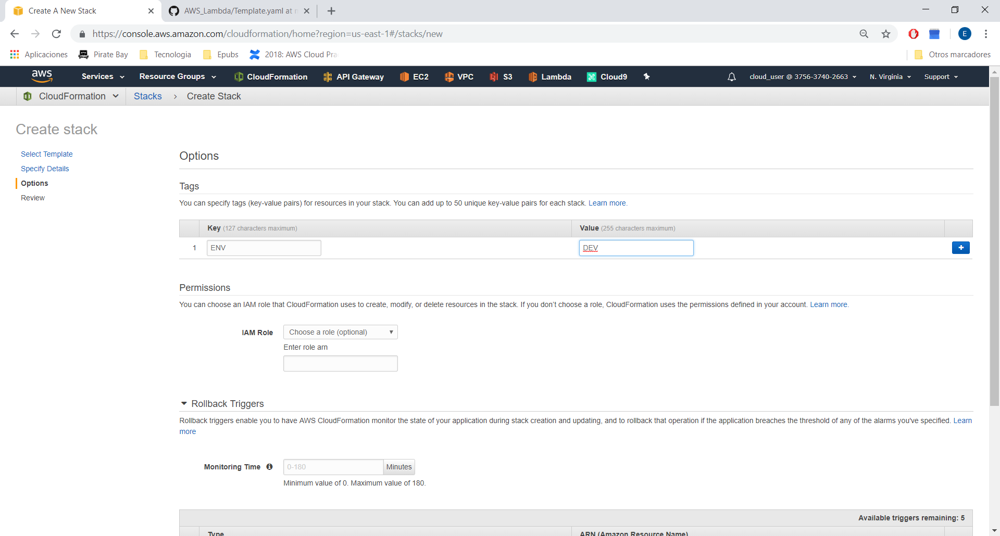 Create A New Stack
AWS_Lambda/Template.yaml at
https://console.aws.amazon.com/cloudformation/home?region=us-east-1#/stacks/new
E
Aplicaciones Pirate Bay Tecnologia Epubs 2018: AWS Cloud Pra Otros marcadores
aws Services Resource Groups CloudFormation API Gateway EC2 VPC S3 Lambda Cloud9 cloud_user @ 3756-3740-2663 N. Virginia Support
CloudFormation Stacks › Create Stack
Create stack
Select Template
Specify Details
Options
Review
Options
Tags
You can specify tags (key-value pairs) for resources in your stack. You can add up to 50 unique key-value pairs for each stack. Learn more.
Key (127 characters maximum) Value (255 characters maximum)
1 ENV DEV +
Permissions
You can choose an IAM role that CloudFormation uses to create, modify, or delete resources in the stack. If you don't choose a role, CloudFormation uses the permissions defined in your account. Learn more.
IAM Role Choose a role (optional)
Enter role arn
Rollback Triggers
Rollback triggers enable you to have AWS CloudFormation monitor the state of your application during stack creation and updating, and to rollback that operation if the application breaches the threshold of any of the alarms you've specified. Learn
more
Monitoring Time 0-180 Minutes
Minimum value of 0. Maximum value of 180.
Available triggers remaining: 5
Type ARN (Amazon Resource Name)